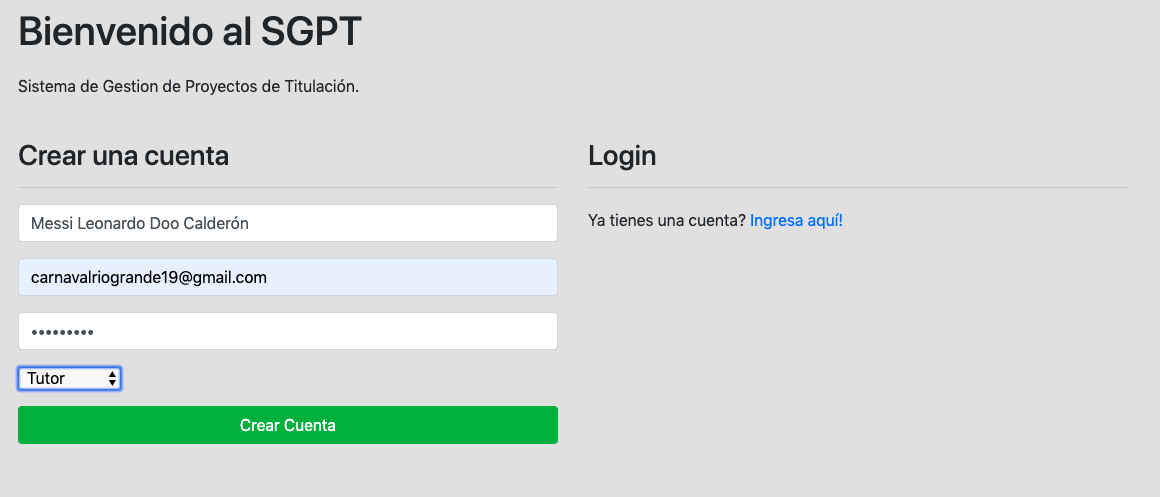 Bienvenido al SGPT
Sistema de Gestion de Proyectos de Titulación.
Crear una cuenta
Messi Leonardo Doo Calderón
carnavalriogrande19@gmail.com
•••••••••
Tutor
Crear Cuenta
Login
Ya tienes una cuenta? Ingresa aquí!